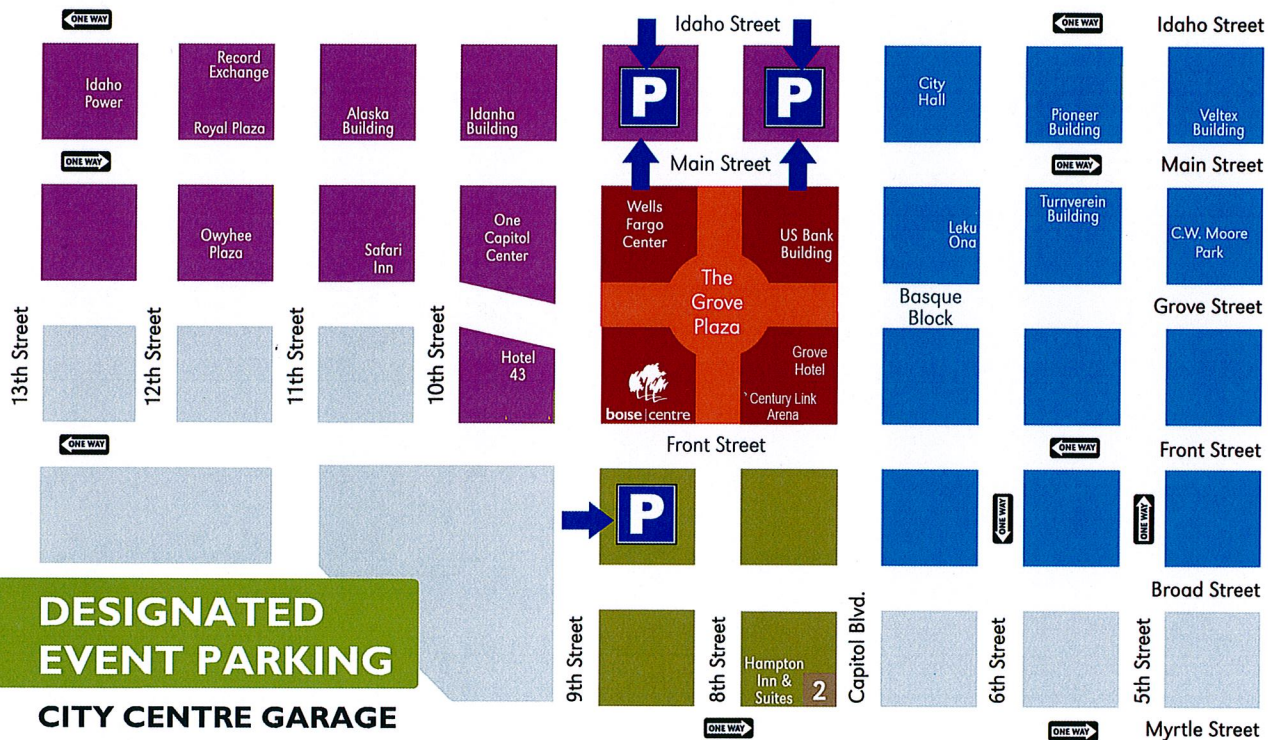 ONE WAY
Idaho Street
ONE WAY
Idaho Street
Idaho
Power
Record
Exchange
Royal Plaza
Alaska
Building
Idanha
Building
P
P
City
Hall
Pioneer
Building
Veltex
Building
ONE WAY
Main Street
ONE WAY
Main Street
Owyhee
Plaza
Safari
Inn
One
Capitol
Center
Wells
Fargo
Center
US Bank
Building
The
Grove
Plaza
Leku
Ona
Turnverein
Building
C.W. Moore
Park
Basque
Block
Grove Street
13th Street
12th Street
11th Street
10th Street
Hotel
43
boise|centre
Grove
Hotel
Century Link
Arena
ONE WAY
Front Street
ONE WAY
Front Street
P
ONE WAY
ONE WAY
Broad Street
DESIGNATED
EVENT PARKING
CITY CENTRE GARAGE
9th Street
8th Street
Hampton
Inn &
Suites
2
Capitol Blvd.
6th Street
5th Street
ONE WAY
ONE WAY
Myrtle Street